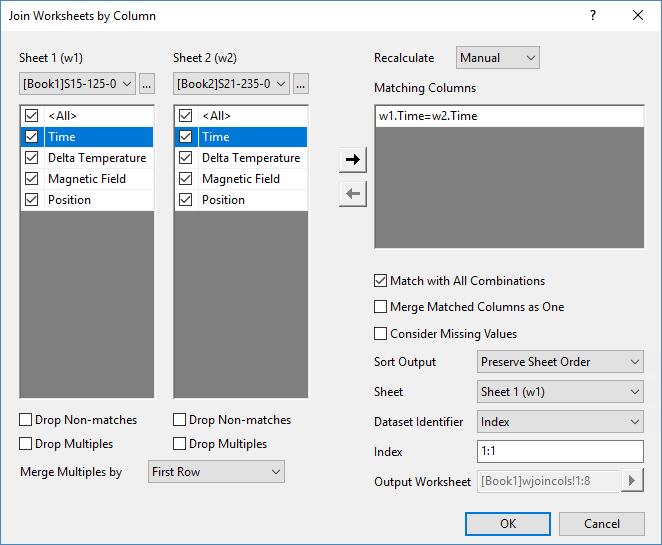 Join Worksheets by Column
?
Sheet 1 (w1)
[Book1]S15-125-0
...
<All>
Time
Delta Temperature
Magnetic Field
Position
Drop Non-matches
Drop Multiples
Sheet 2 (w2)
[Book2]S21-235-0
...
<All>
Time
Delta Temperature
Magnetic Field
Position
Drop Non-matches
Drop Multiples
Merge Multiples by First Row
Recalculate Manual
Matching Columns
w1.Time=w2.Time
Match with All Combinations
Merge Matched Columns as One
Consider Missing Values
Sort Output Preserve Sheet Order
Sheet Sheet 1 (w1)
Dataset Identifier Index
Index 1:1
Output Worksheet [Book1]wjoincols!1:8
OK Cancel